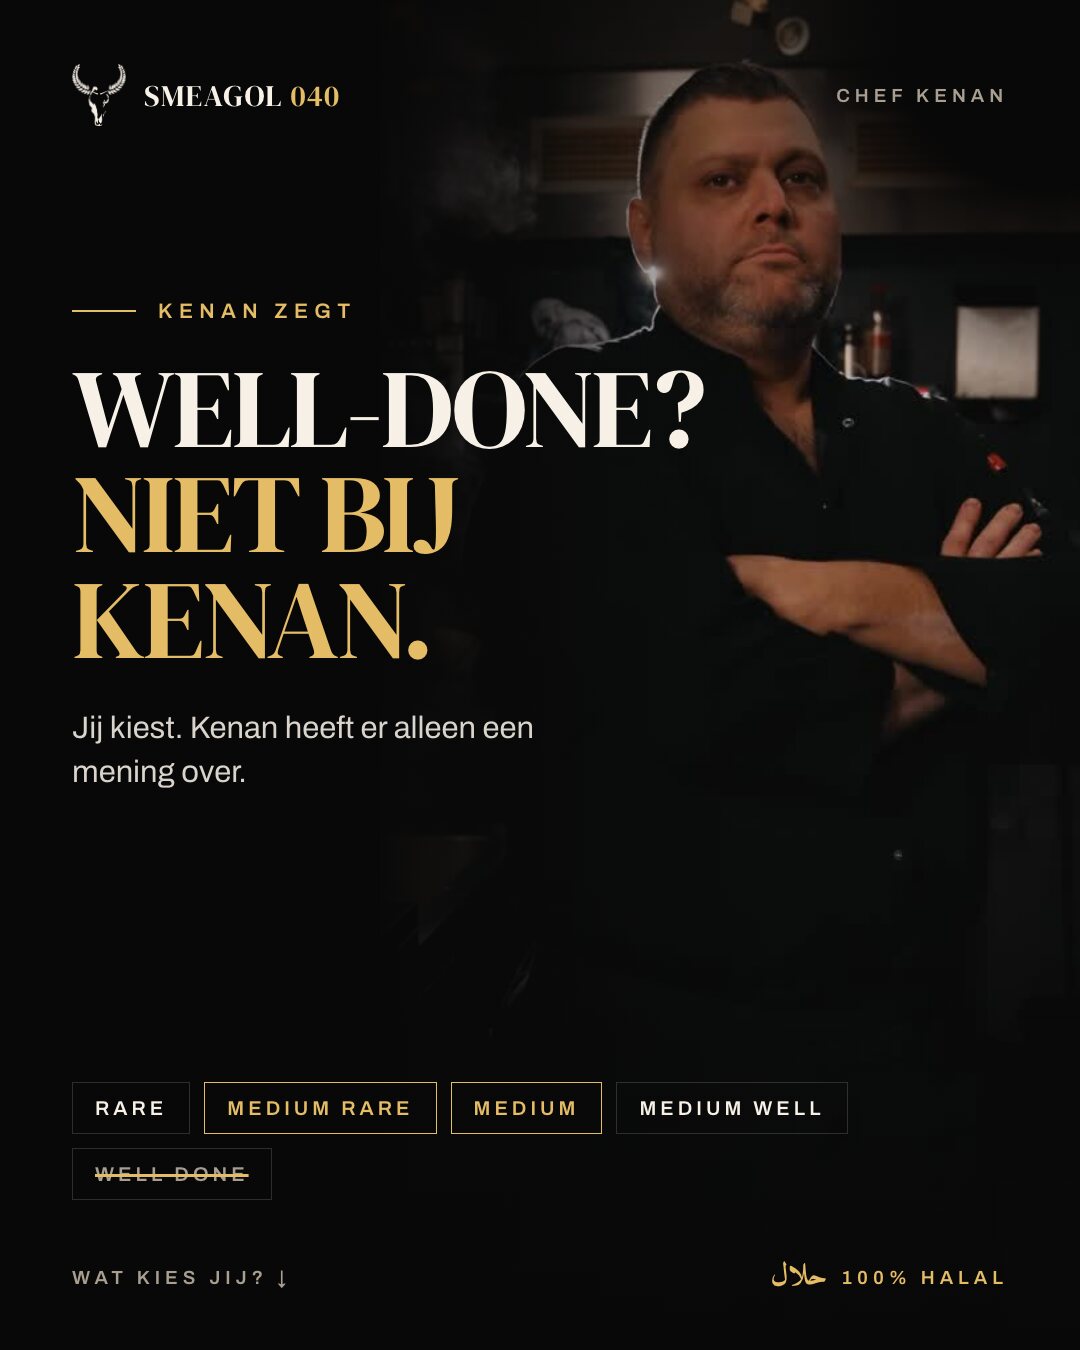 SMEAGOL 040
CHEF KENAN
KENAN ZEGT
WELL-DONE?
NIET BIJ
KENAN.
Jij kiest. Kenan heeft er alleen een
mening over.
RARE
MEDIUM RARE
MEDIUM
MEDIUM WELL
WELL DONE
WAT KIES JIJ? ↓
حلال 100% HALAL